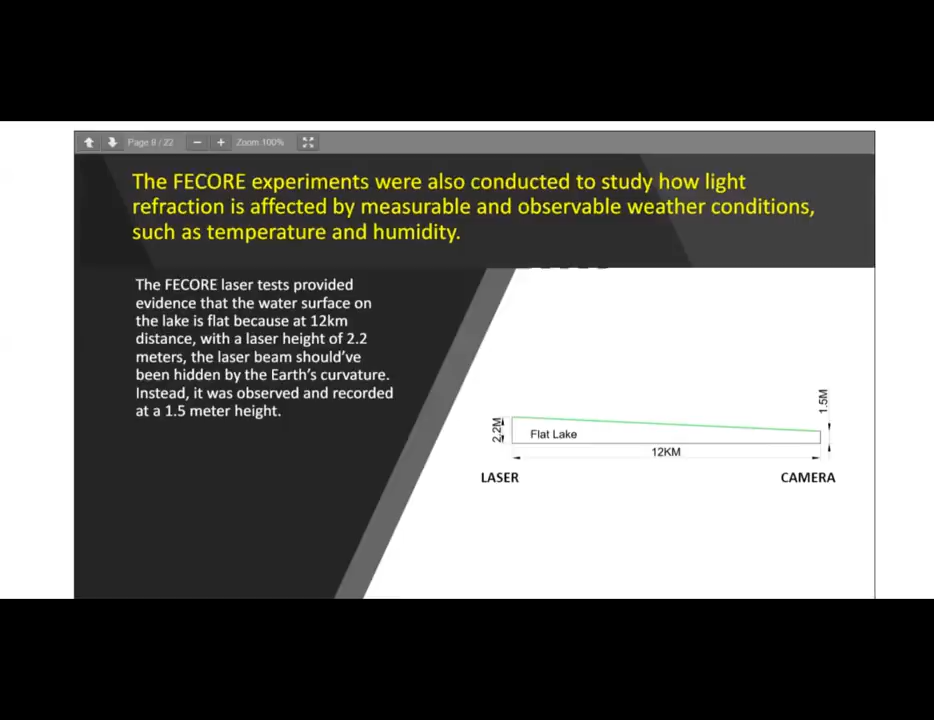 Page 8 / 22 Zoom 100%
The FECORE experiments were also conducted to study how light
refraction is affected by measurable and observable weather conditions,
such as temperature and humidity.
The FECORE laser tests provided
evidence that the water surface on
the lake is flat because at 12km
distance, with a laser height of 2.2
meters, the laser beam should've
been hidden by the Earth's curvature.
Instead, it was observed and recorded
at a 1.5 meter height.
1.5M
2.2M
Flat Lake
12KM
LASER
CAMERA